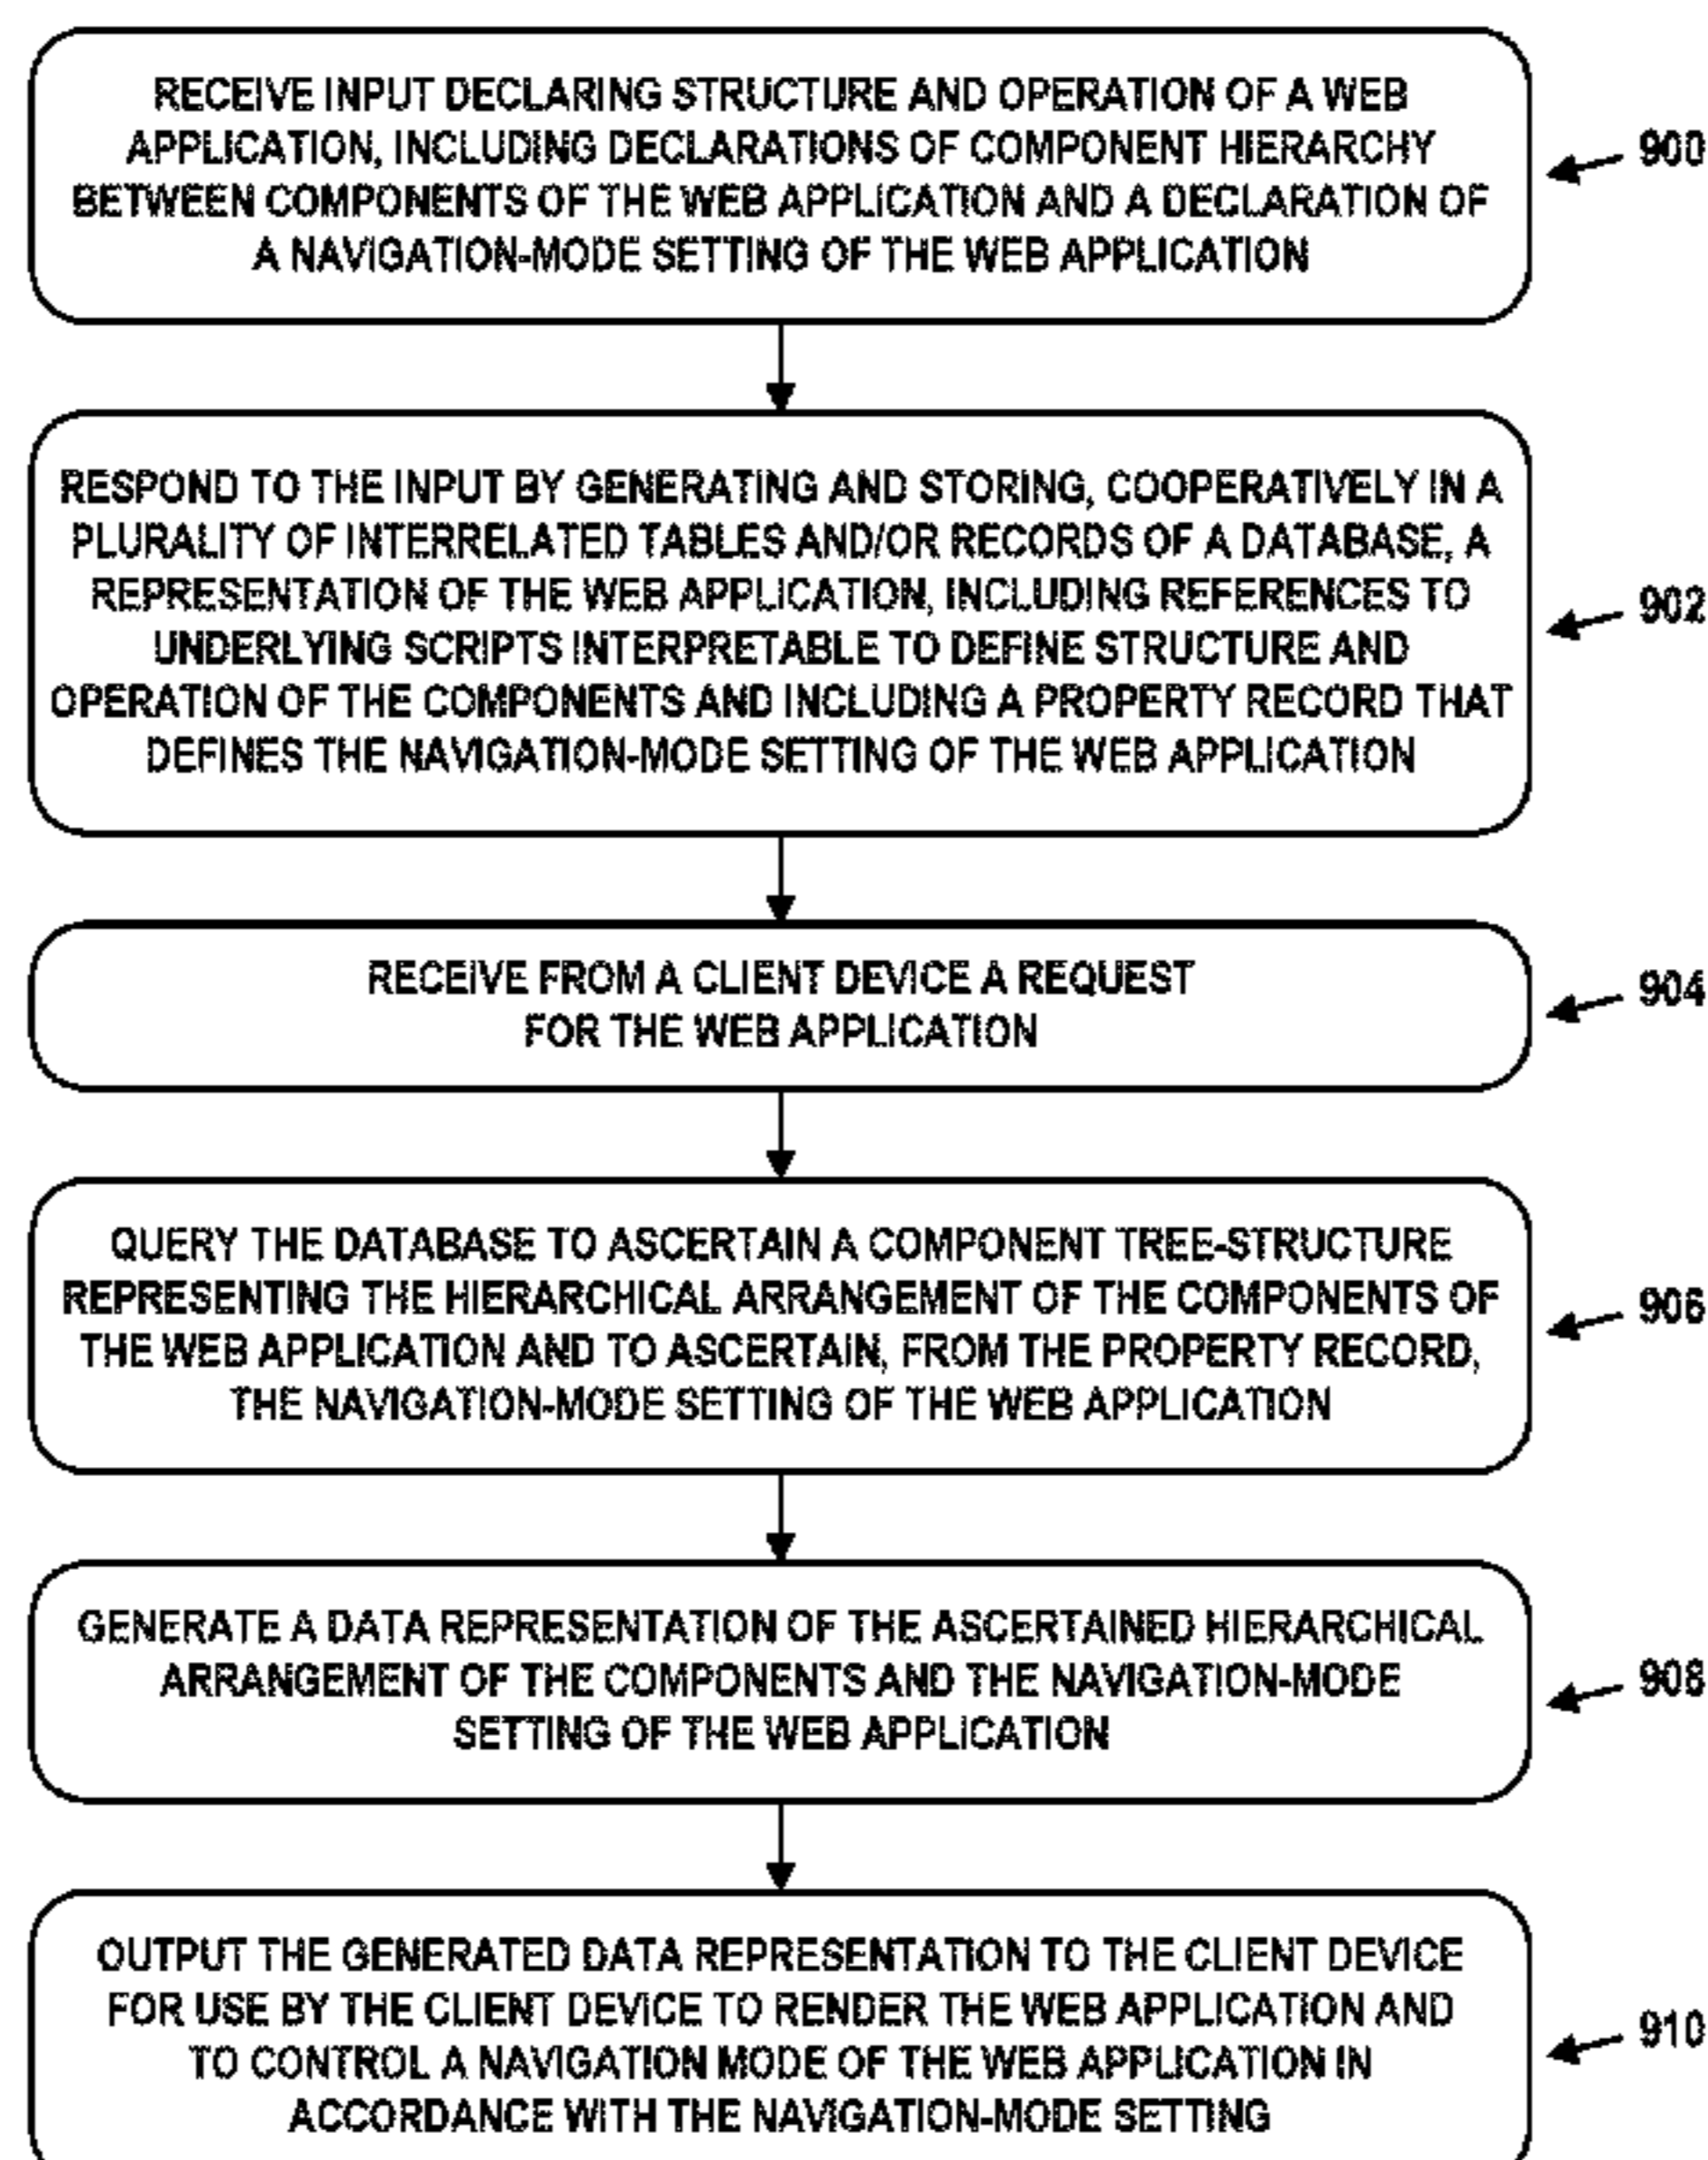 RECEIVE INPUT DECLARING STRUCTURE AND OPERATION OF A WEB
APPLICATION, INCLUDING DECLARATIONS OF COMPONENT HIERARCHY
BETWEEN COMPONENTS OF THE WEB APPLICATION AND A DECLARATION OF
A NAVIGATION-MODE SETTING OF THE WEB APPLICATION
900
RESPOND TO THE INPUT BY GENERATING AND STORING, COOPERATIVELY IN A
PLURALITY OF INTERRELATED TABLES AND/OR RECORDS OF A DATABASE, A
REPRESENTATION OF THE WEB APPLICATION, INCLUDING REFERENCES TO
UNDERLYING SCRIPTS INTERPRETABLE TO DEFINE STRUCTURE AND
OPERATION OF THE COMPONENTS AND INCLUDING A PROPERTY RECORD THAT
DEFINES THE NAVIGATION-MODE SETTING OF THE WEB APPLICATION
902
RECEIVE FROM A CLIENT DEVICE A REQUEST
FOR THE WEB APPLICATION
904
QUERY THE DATABASE TO ASCERTAIN A COMPONENT TREE-STRUCTURE
REPRESENTING THE HIERARCHICAL ARRANGEMENT OF THE COMPONENTS OF
THE WEB APPLICATION AND TO ASCERTAIN, FROM THE PROPERTY RECORD,
THE NAVIGATION-MODE SETTING OF THE WEB APPLICATION
906
GENERATE A DATA REPRESENTATION OF THE ASCERTAINED HIERARCHICAL
ARRANGEMENT OF THE COMPONENTS AND THE NAVIGATION-MODE
SETTING OF THE WEB APPLICATION
908
OUTPUT THE GENERATED DATA REPRESENTATION TO THE CLIENT DEVICE
FOR USE BY THE CLIENT DEVICE TO RENDER THE WEB APPLICATION AND
TO CONTROL A NAVIGATION MODE OF THE WEB APPLICATION IN
ACCORDANCE WITH THE NAVIGATION-MODE SETTING
910